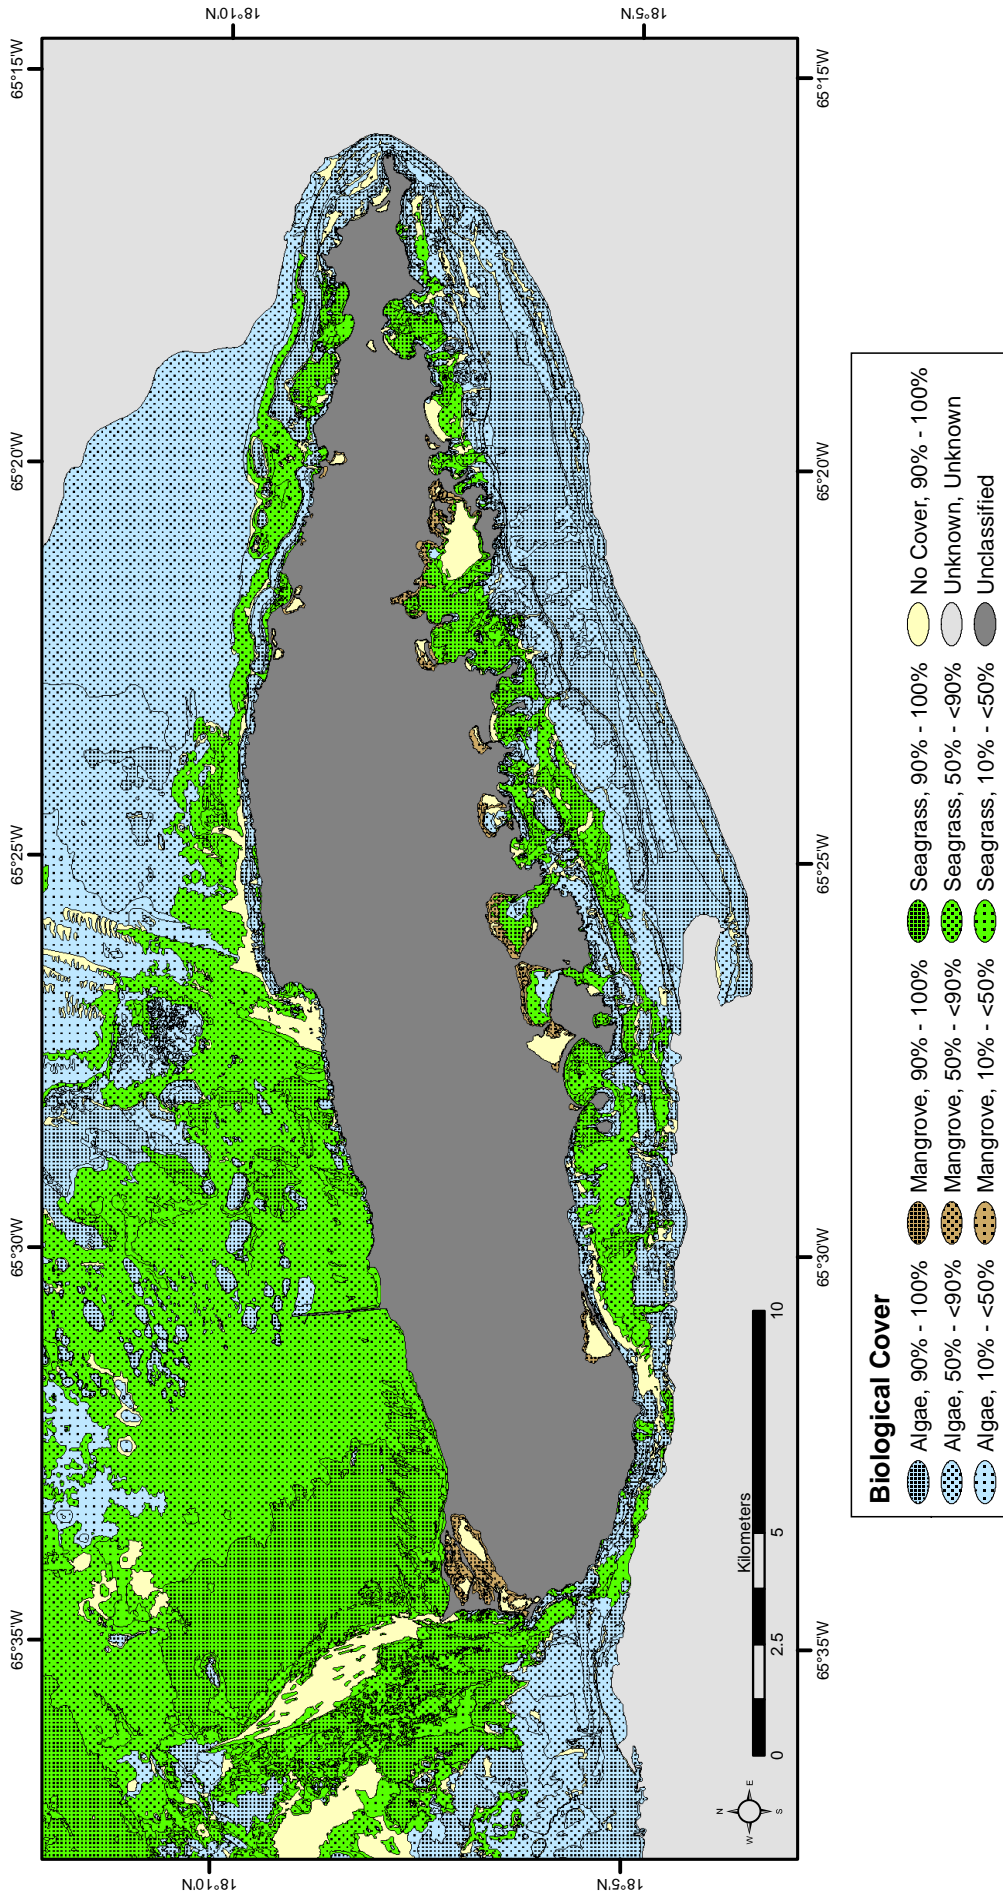 65°35'W
65°30'W
65°25'W
65°20'W
65°15'W
18°10'N
18°5'N
18°10'N
18°5'N
N
W
E
S
Kilometers
0
2.5
5
10
65°35'W
65°30'W
65°25'W
65°20'W
65°15'W
Biological Cover
Algae, 90% - 100%
Mangrove, 90% - 100%
Seagrass, 90% - 100%
No Cover, 90% - 100%
Algae, 50% - <90%
Mangrove, 50% - <90%
Seagrass, 50% - <90%
Unknown, Unknown
Algae, 10% - <50%
Mangrove, 10% - <50%
Seagrass, 10% - <50%
Unclassified